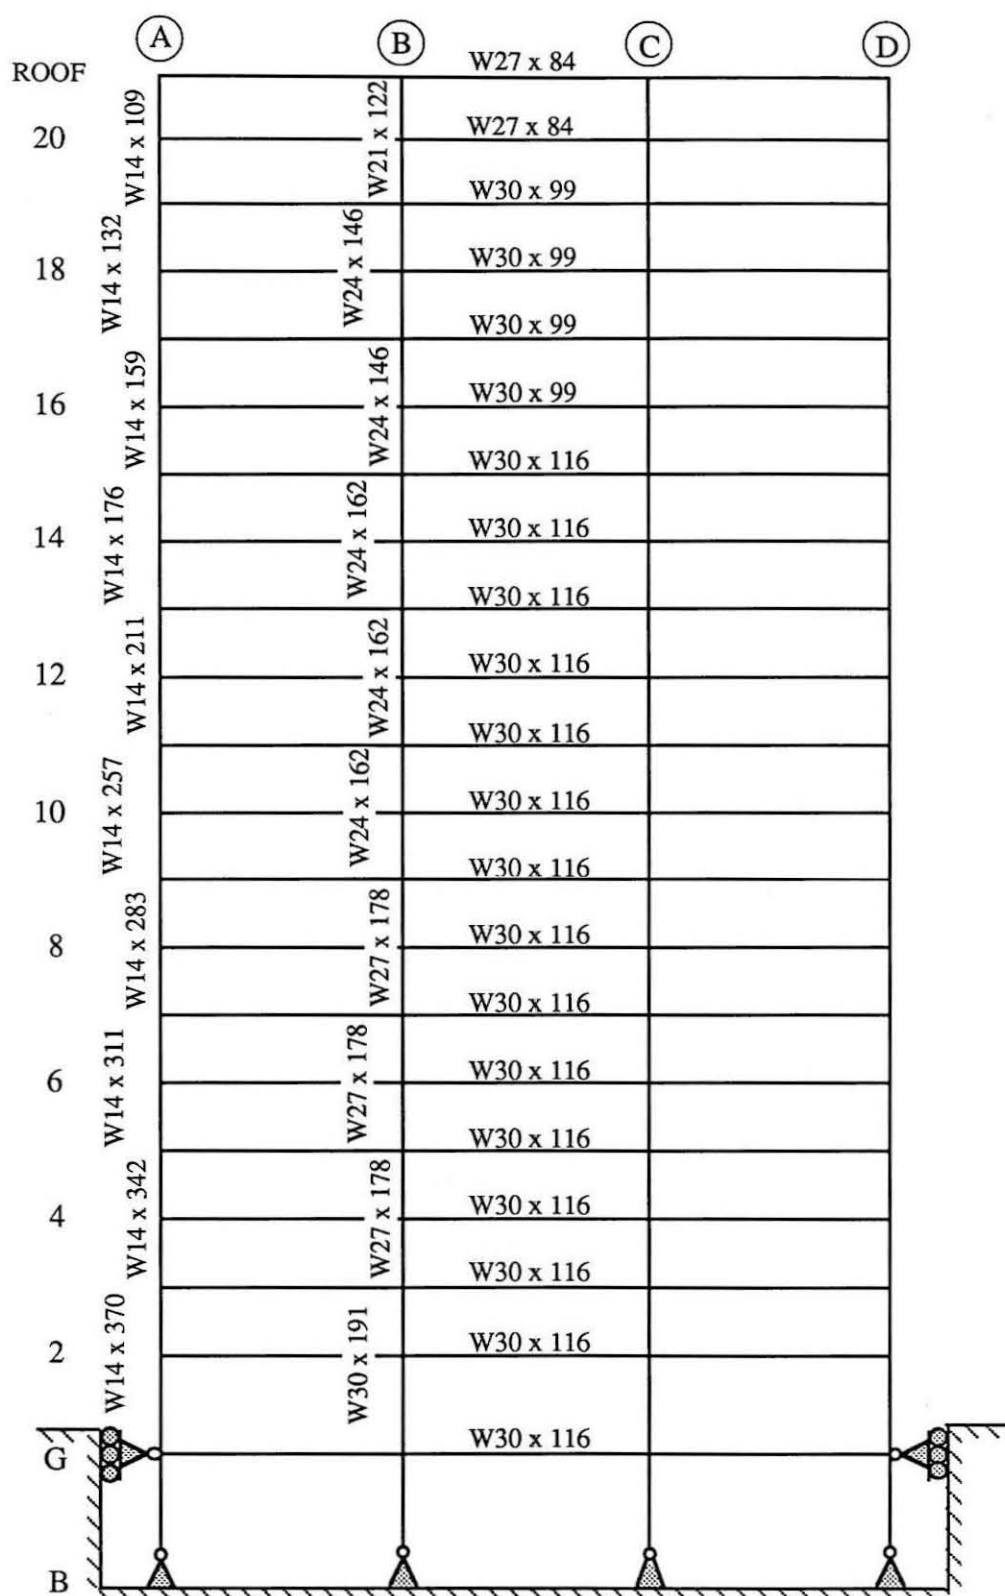 A B C D
ROOF
W27 x 84
W14 x 109
W21 x 122
20
W27 x 84
W30 x 99
W14 x 132
W24 x 146
18
W30 x 99
W30 x 99
W14 x 159
W24 x 146
16
W30 x 99
W30 x 116
W14 x 176
W24 x 162
14
W30 x 116
W30 x 116
W14 x 211
W24 x 162
12
W30 x 116
W30 x 116
W14 x 257
W24 x 162
10
W30 x 116
W30 x 116
W14 x 283
W27 x 178
8
W30 x 116
W30 x 116
W14 x 311
W27 x 178
6
W30 x 116
W30 x 116
W14 x 342
W27 x 178
4
W30 x 116
W30 x 116
W14 x 370
W30 x 191
2
W30 x 116
G
W30 x 116
B